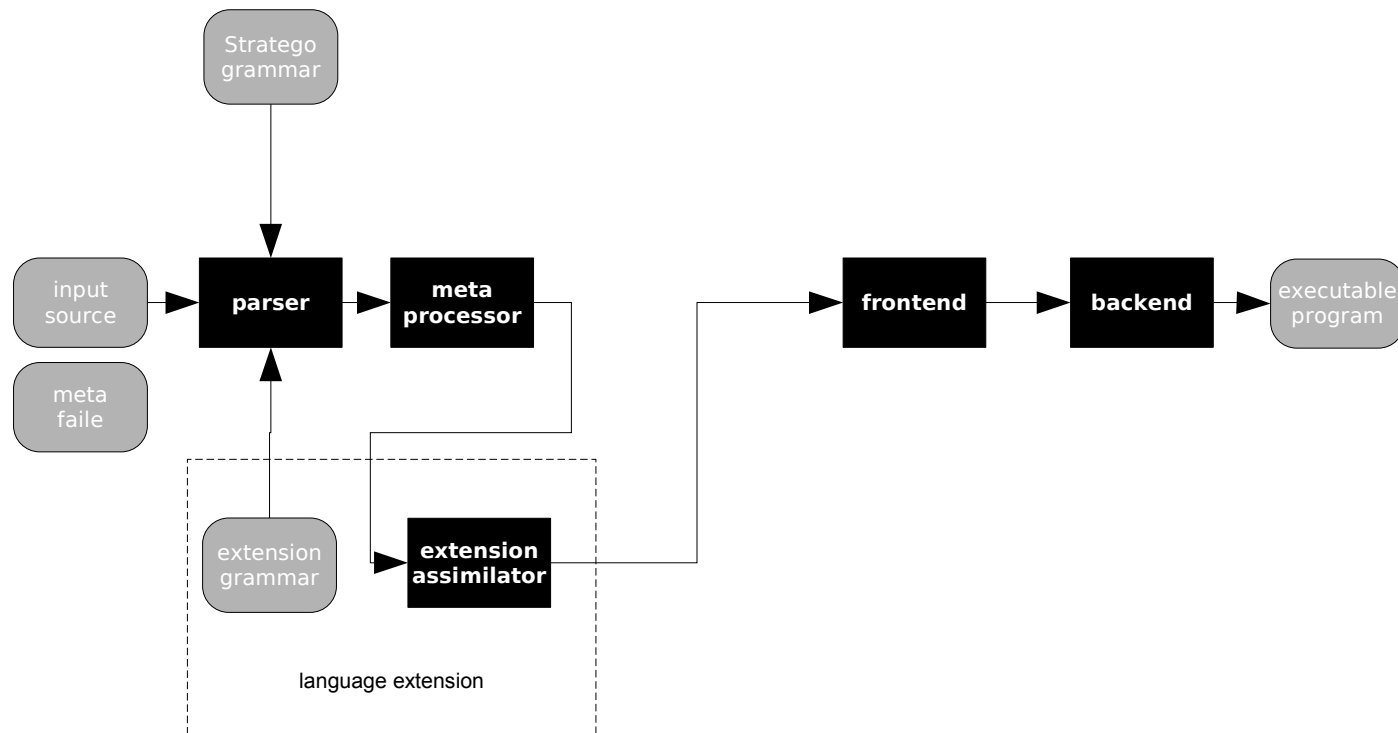 Stratego
grammar
input
source
parser
meta
processor
frontend
backend
executable
program
meta
faile
extension
grammar
extension
assimilator
language extension